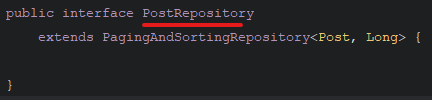 public interface PostRepository
extends PagingAndSortingRepository<Post, Long> {
}